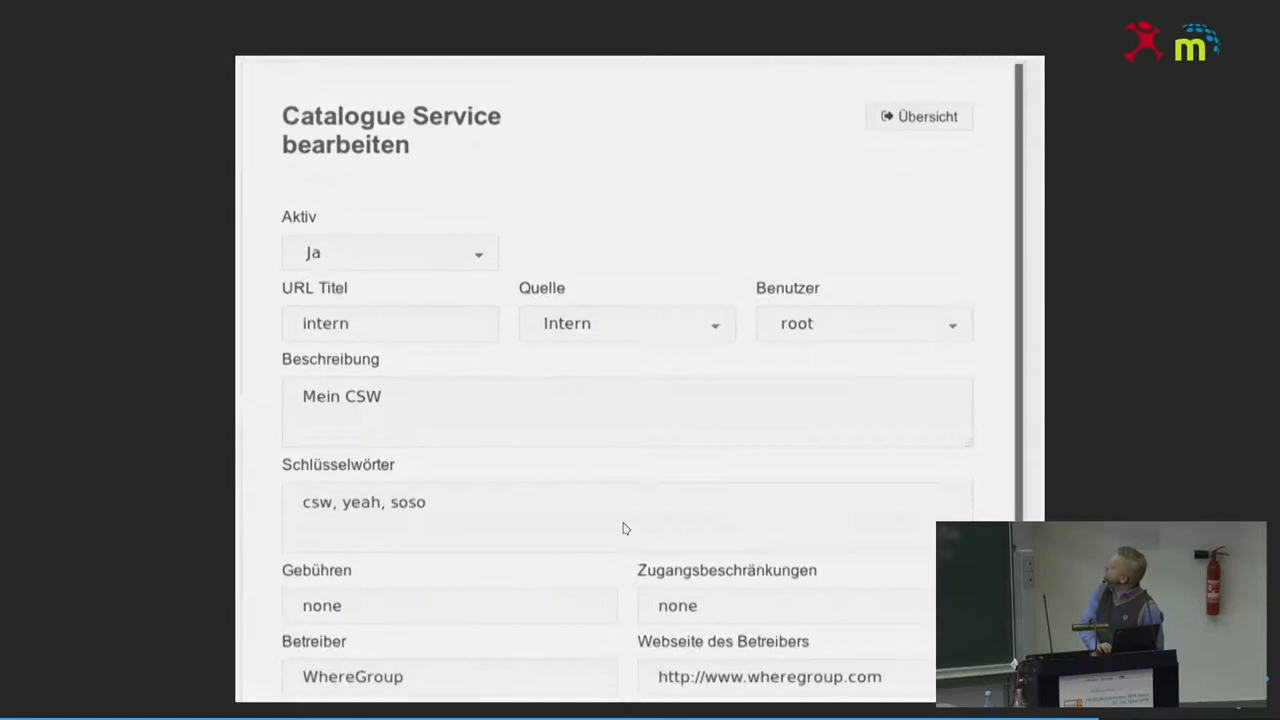 m
Catalogue Service
bearbeiten
Übersicht
Aktiv
Ja
URL Titel
Quelle
Benutzer
intern
Intern
root
Beschreibung
Mein CSW
Schlüsselwörter
csw, yeah, soso
Gebühren
Zugangsbeschränkungen
none
none
Betreiber
Webseite des Betreibers
WhereGroup
http://www.wheregroup.com